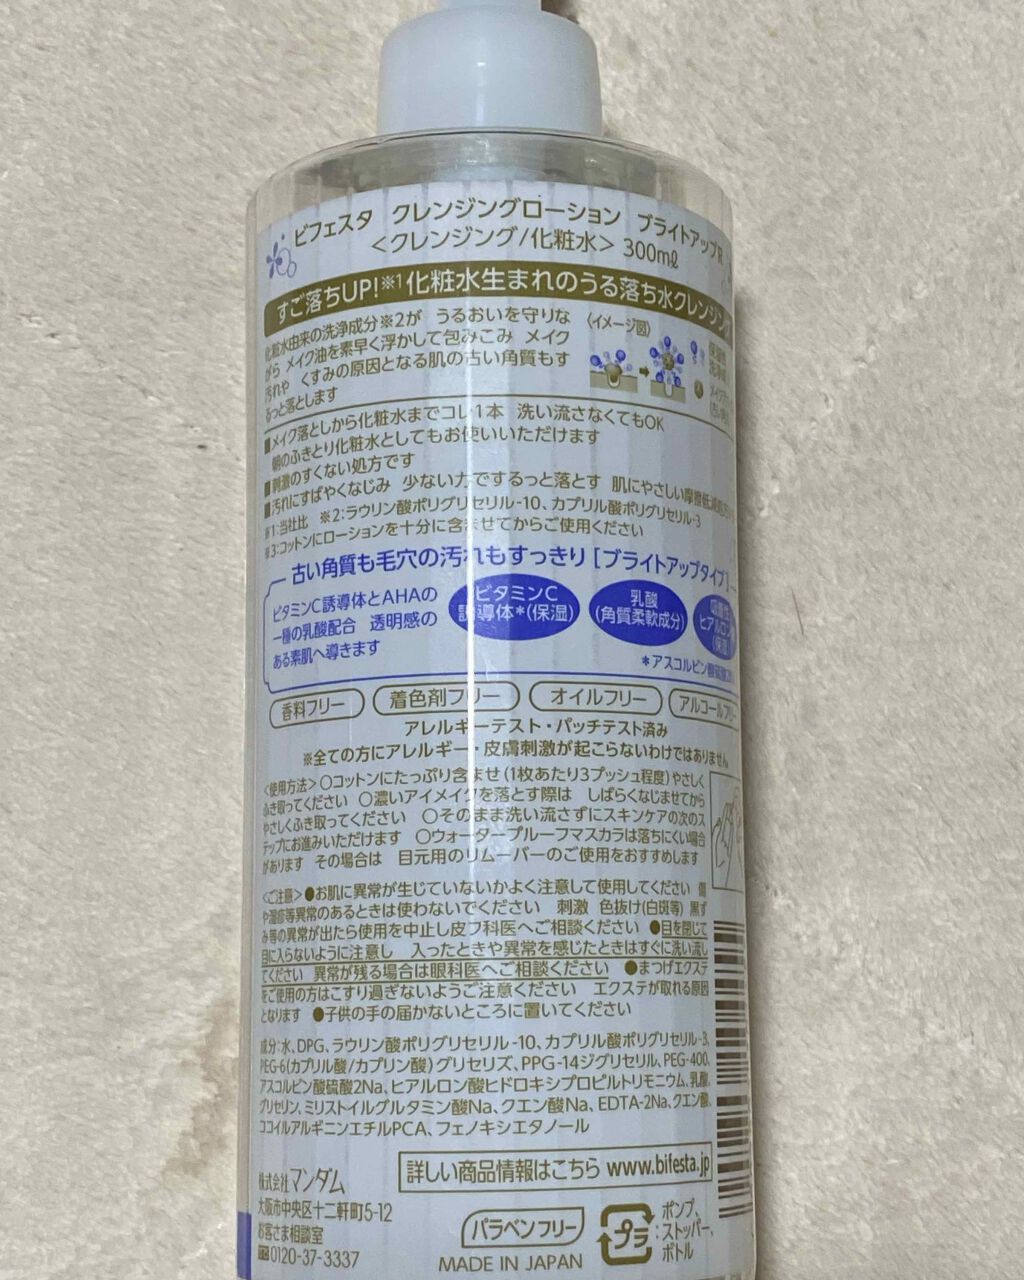 ビフェスタ クレンジングローション ブライトアップR
＜クレンジング/化粧水＞ 300mℓ
すご落ちUP!※1化粧水生まれのうる落ち水クレンジング
化粧水由来の洗浄成分※2が うるおいを守りな
がら メイク油を素早く浮かして包みこみ メイク
汚れや くすみの原因となる肌の古い角質もす
るっと落とします
〈イメージ図〉
■メイク落としから化粧水までコレ1本 洗い流さなくてもOK
朝のふきとり化粧水としてもお使いいただけます
■刺激のすくない処方です
■汚れにすばやくなじみ 少ない力でするっと落とす 肌にやさしい摩擦低減処方
※1:当社比 ※2:ラウリン酸ポリグリセリル-10、カプリル酸ポリグリセリル-3
※3:コットンにローションを十分に含ませてからご使用ください
古い角質も毛穴の汚れもすっきり [ブライトアップタイプ]
ビタミンC誘導体とAHAの
一種の乳酸配合 透明感の
ある素肌へ導きます
ビタミンC
誘導体*(保湿)
乳酸
(角質柔軟成分)
ヒアルロン
(保湿)
*アスコルビン酸硫酸2Na
香料フリー 着色剤フリー オイルフリー アルコールフリー
アレルギーテスト・パッチテスト済み
※全ての方にアレルギー・皮膚刺激が起こらないわけではありません
＜使用方法＞○コットンにたっぷり含ませ(1枚あたり3プッシュ程度)やさしく
ふき取ってください ○濃いアイメイクを落とす際は しばらくなじませてから
やさしくふき取ってください ○そのまま洗い流さずにスキンケアの次のス
テップにお進みいただけます ○ウォータープルーフマスカラは落ちにくい場合
があります その場合は 目元用のリムーバーのご使用をおすすめします
＜ご注意＞●お肌に異常が生じていないかよく注意して使用してください 傷
や湿疹等異常のあるときは使わないでください 刺激 色抜け(白斑等) 黒ず
み等の異常が出たら使用を中止し皮フ科医へご相談ください ●目を閉じて
目に入らないように注意し 入ったときや異常を感じたときはすぐに洗い流し
てください 異常が残る場合は眼科医へご相談ください ●まつげエクステ
をご使用の方はこすり過ぎないようご注意ください エクステが取れる原因
となります ●子供の手の届かないところに置いてください
成分:水、DPG、ラウリン酸ポリグリセリル-10、カプリル酸ポリグリセリル-3、
PEG-6(カプリル酸/カプリン酸)グリセリズ、PPG-14ジグリセリル、PEG-400、
アスコルビン酸硫酸2Na、ヒアルロン酸ヒドロキシプロピルトリモニウム、乳酸、
グリセリン、ミリストイルグルタミン酸Na、クエン酸Na、EDTA-2Na、クエン酸、
ココイルアルギニンエチルPCA、フェノキシエタノール
詳しい商品情報はこちら www.bifesta.jp
株式会社マンダム
大阪市中央区十二軒町5-12
お客さま相談室
0120-37-3337
パラベンフリー
MADE IN JAPAN
プラ
ポンプ、
:ストッパー、
ボトル